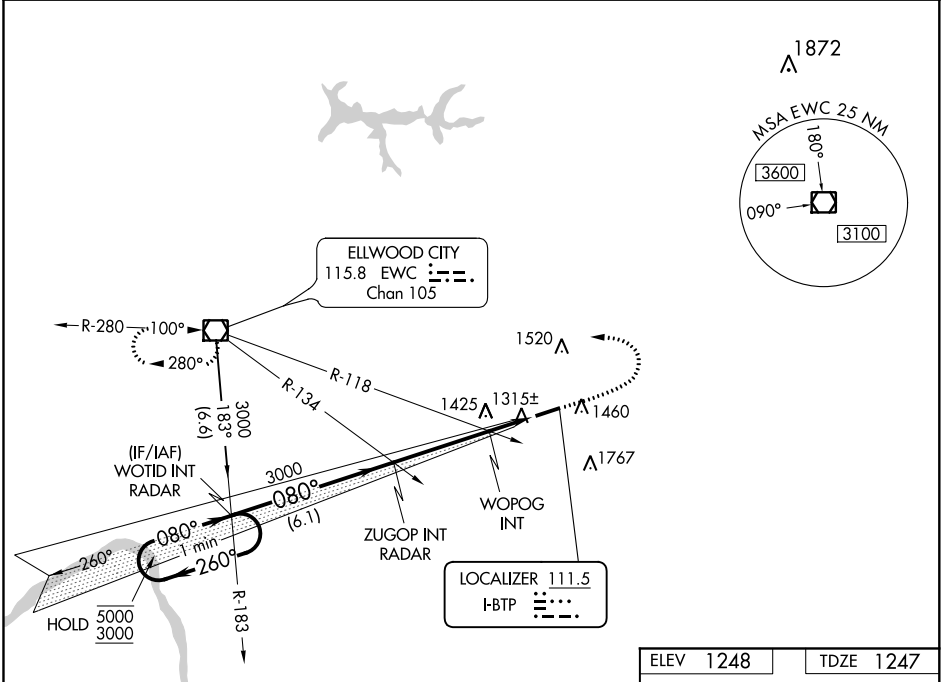 1872
MSA EWC 25 NM
180°
3600
090°
3100
ELLWOOD CITY
115.8 EWC
Chan 105
R-280
100°
280°
R-118
R-134
3000
183°
(6.6)
1520
1425
1315±
1460
1767
(IF/IAF)
WOTID INT
RADAR
3000
080°
(6.1)
080°
1 min
260°
260°
ZUGOP INT
RADAR
WOPOG
INT
HOLD 5000
3000
R-183
LOCALIZER 111.5
I-BTP
ELEV 1248
TDZE 1247